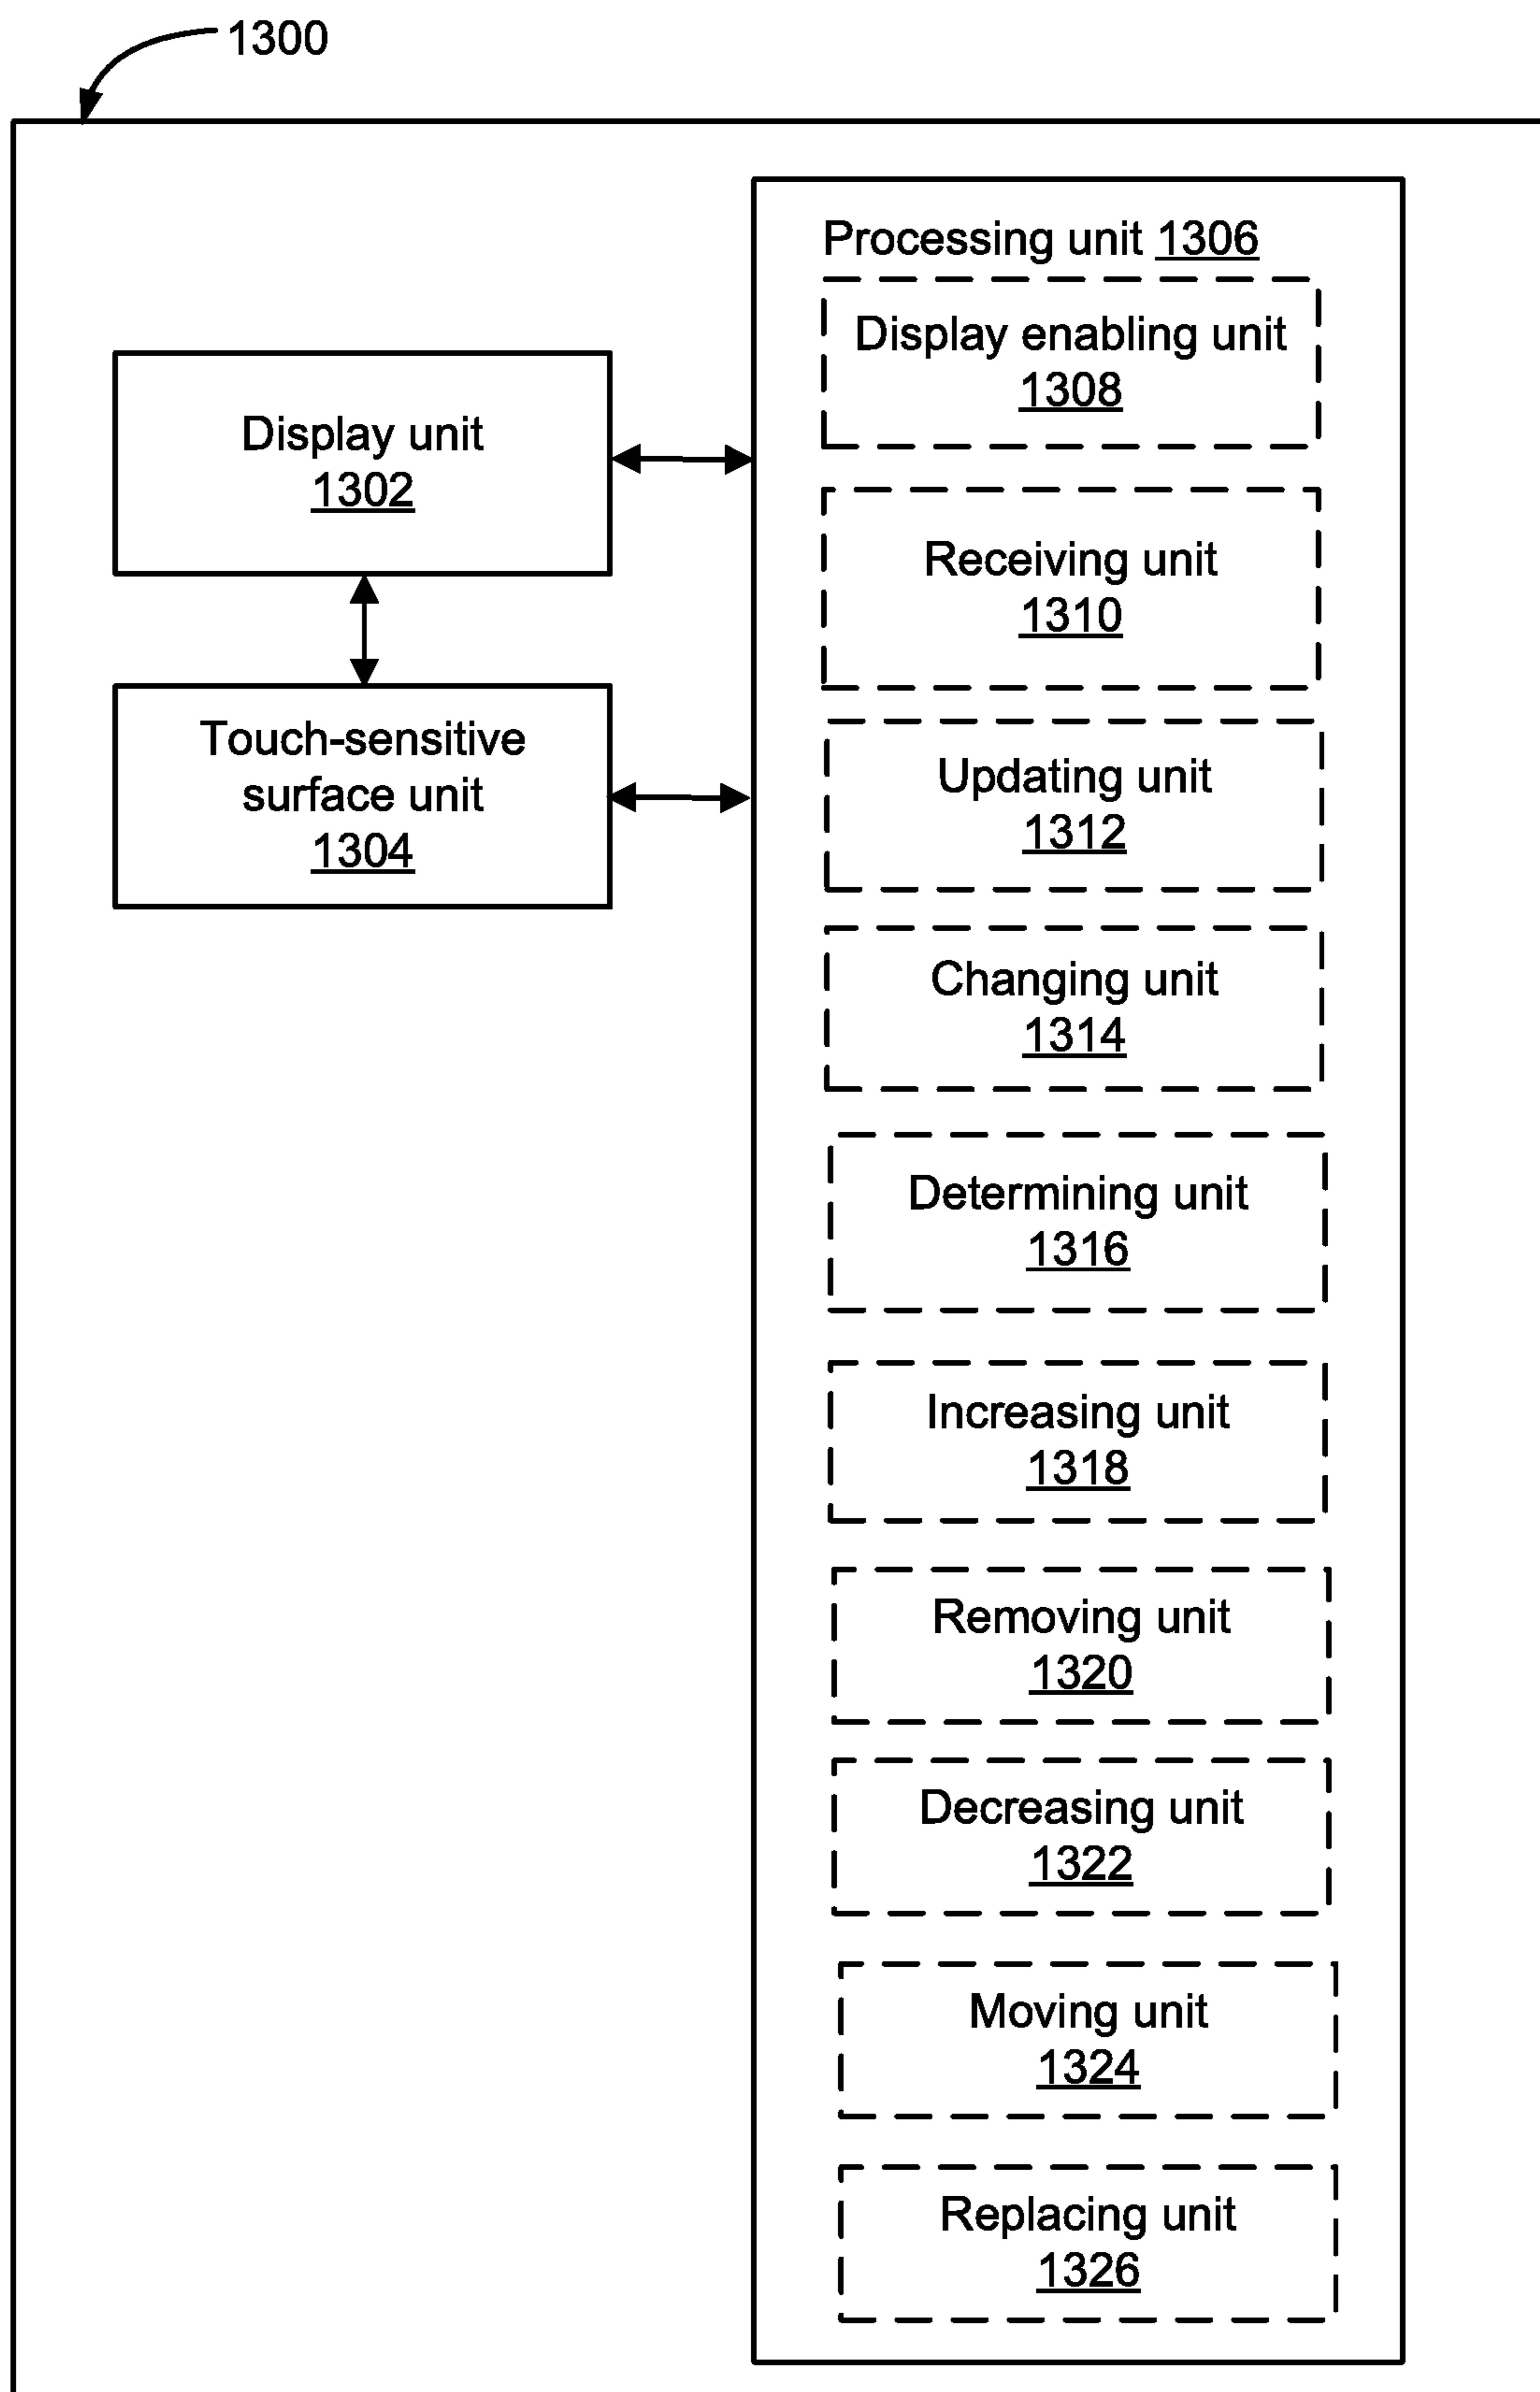 1300
Display unit
1302
Touch-sensitive
surface unit
1304
Processing unit 1306
Display enabling unit
1308
Receiving unit
1310
Updating unit
1312
Changing unit
1314
Determining unit
1316
Increasing unit
1318
Removing unit
1320
Decreasing unit
1322
Moving unit
1324
Replacing unit
1326